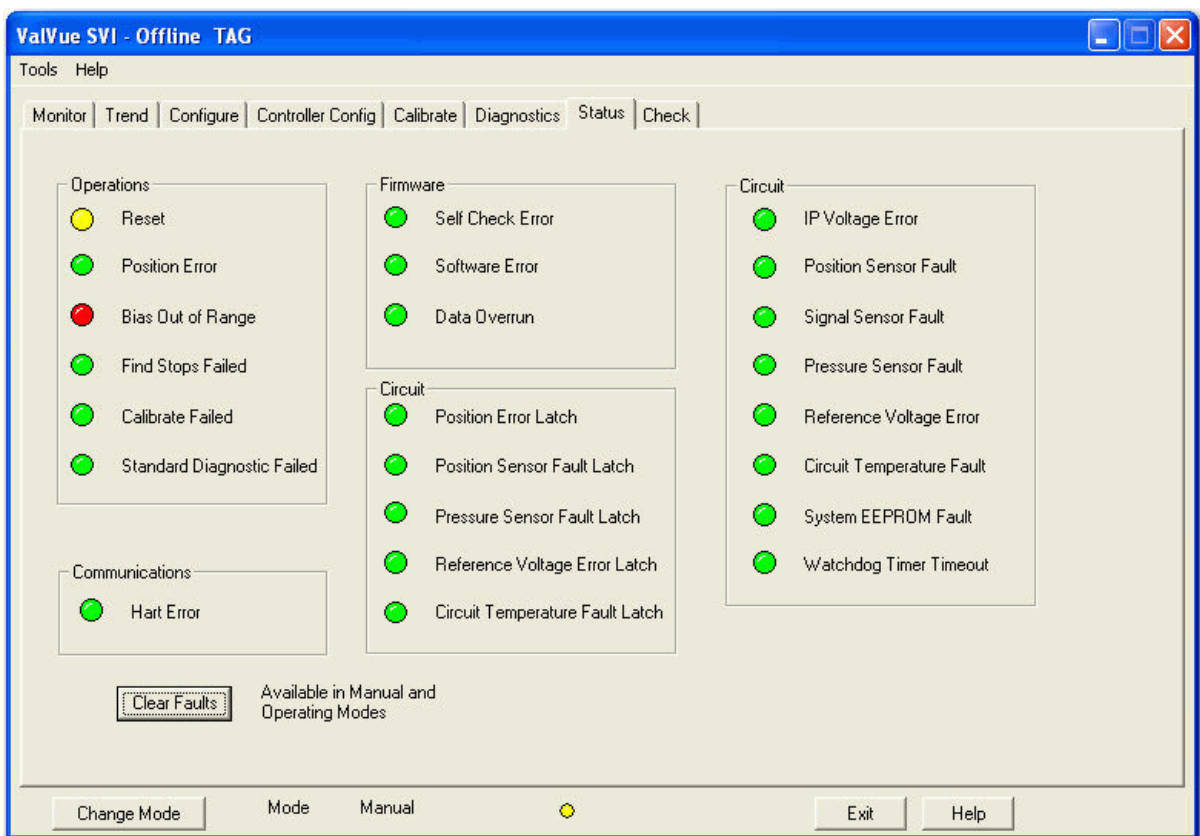 ValVue SVI - Offline TAG
Tools Help
Monitor Trend Configure Controller Config Calibrate Diagnostics Status Check
Operations
Reset
Position Error
Bias Out of Range
Find Stops Failed
Calibrate Failed
Standard Diagnostic Failed
Communications
Hart Error
Firmware
Self Check Error
Software Error
Data Overrun
Circuit
Position Error Latch
Position Sensor Fault Latch
Pressure Sensor Fault Latch
Reference Voltage Error Latch
Circuit Temperature Fault Latch
Circuit
IP Voltage Error
Position Sensor Fault
Signal Sensor Fault
Pressure Sensor Fault
Reference Voltage Error
Circuit Temperature Fault
System EEPROM Fault
Watchdog Timer Timeout
Clear Faults
Available in Manual and
Operating Modes
Change Mode Mode Manual Exit Help